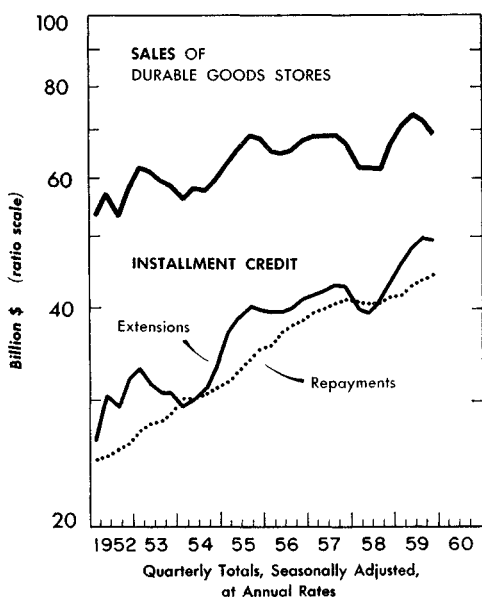 100
SALES OF
DURABLE GOODS STORES
80
60
Billion $ (ratio scale)
INSTALLMENT CREDIT
40
Extensions
Repayments
20
1952 53 54 55 56 57 58 59 60
Quarterly Totals, Seasonally Adjusted,
at Annual Rates